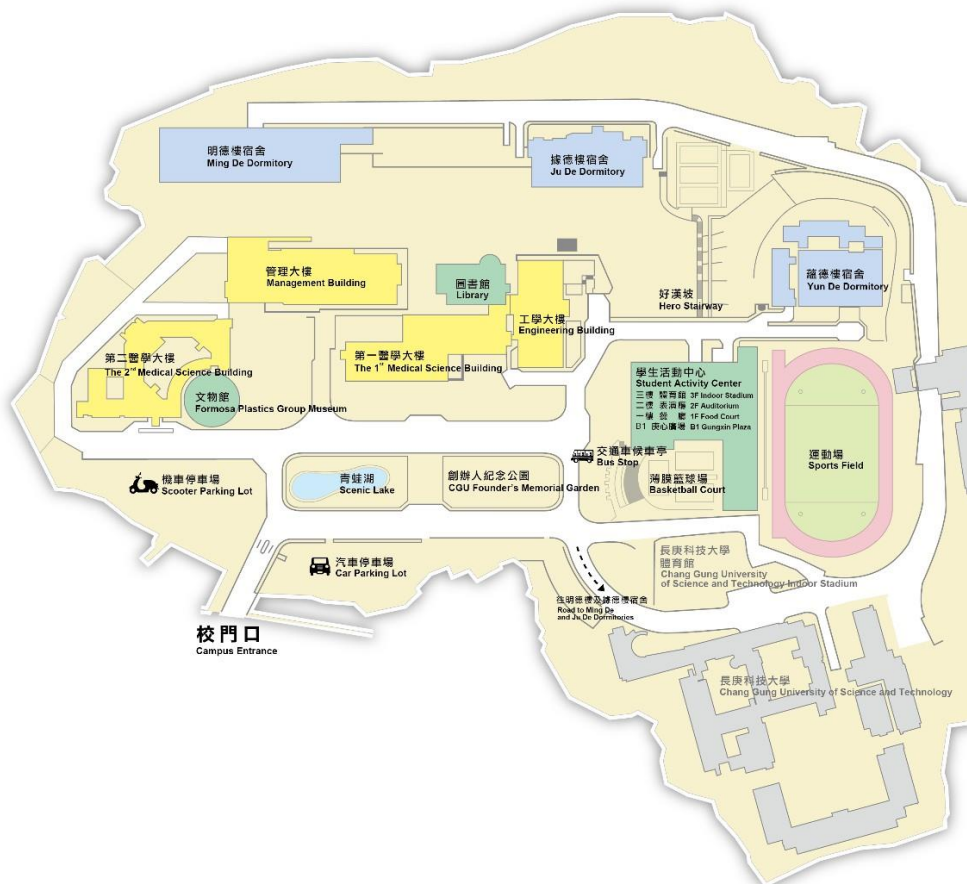 明德樓宿舍
Ming De Dormitory
據德樓宿舍
Ju De Dormitory
管理大樓
Management Building
圖書館
Library
工學大樓
Engineering Building
好漢坡
Hero Stairway
蘊德樓宿舍
Yun De Dormitory
第二醫學大樓
The 2nd Medical Science Building
文物館
Formosa Plastics Group Museum
第一醫學大樓
The 1st Medical Science Building
學生活動中心
Student Activity Center
三樓 體育館 3F Indoor Stadium
二樓 表演廳 2F Auditorium
一樓 餐廳 1F Food Court
B1 庚心廣場 B1 Gungxin Plaza
運動場
Sports Field
機車停車場
Scooter Parking Lot
青蛙湖
Scenic Lake
創辦人紀念公園
CGU Founder's Memorial Garden
交通車候車亭
Bus Stop
薄膜籃球場
Basketball Court
汽車停車場
Car Parking Lot
長庚科技大學
體育館
Chang Gung University
of Science and Technology Indoor Stadium
往明德樓及據德樓宿舍
Road to Ming De
and Ju De Dormitories
校門口
Campus Entrance
長庚科技大學
Chang Gung University of Science and Technology